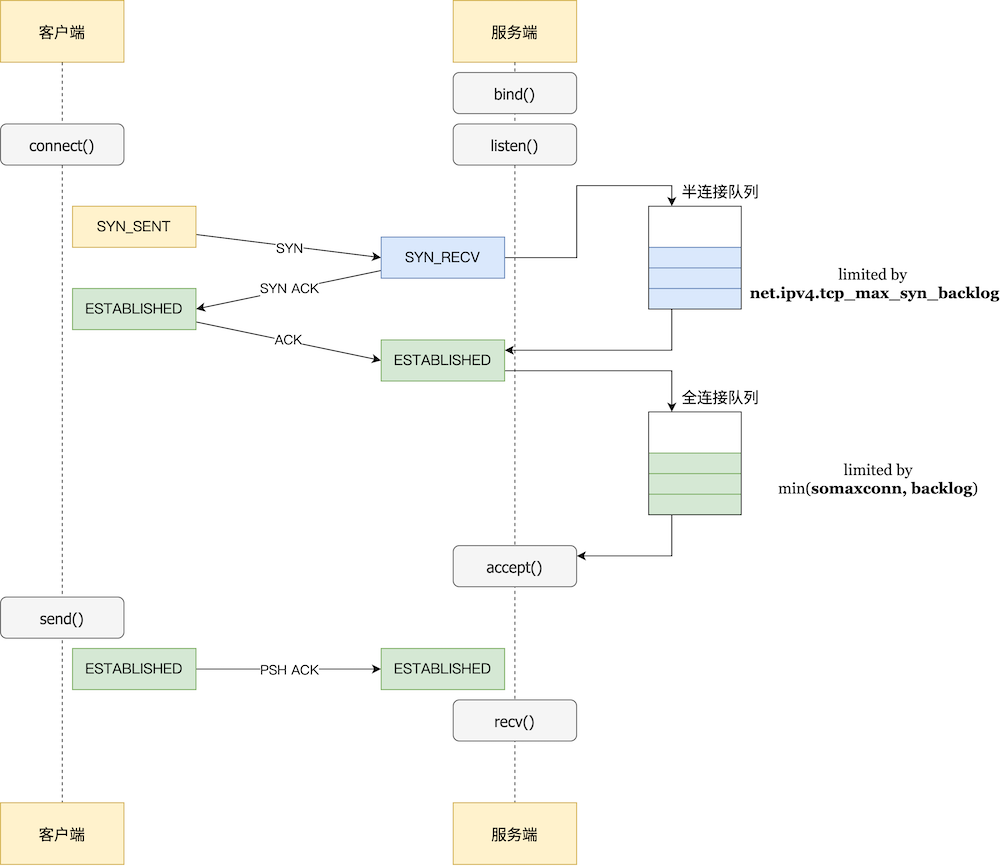 客户端
服务端
bind()
connect()
listen()
半连接队列
SYN_SENT
SYN
SYN_RECV
limited by
net.ipv4.tcp_max_syn_backlog
SYN ACK
ESTABLISHED
ACK
ESTABLISHED
全连接队列
limited by
min(somaxconn, backlog)
accept()
send()
ESTABLISHED
PSH ACK
ESTABLISHED
recv()
客户端
服务端